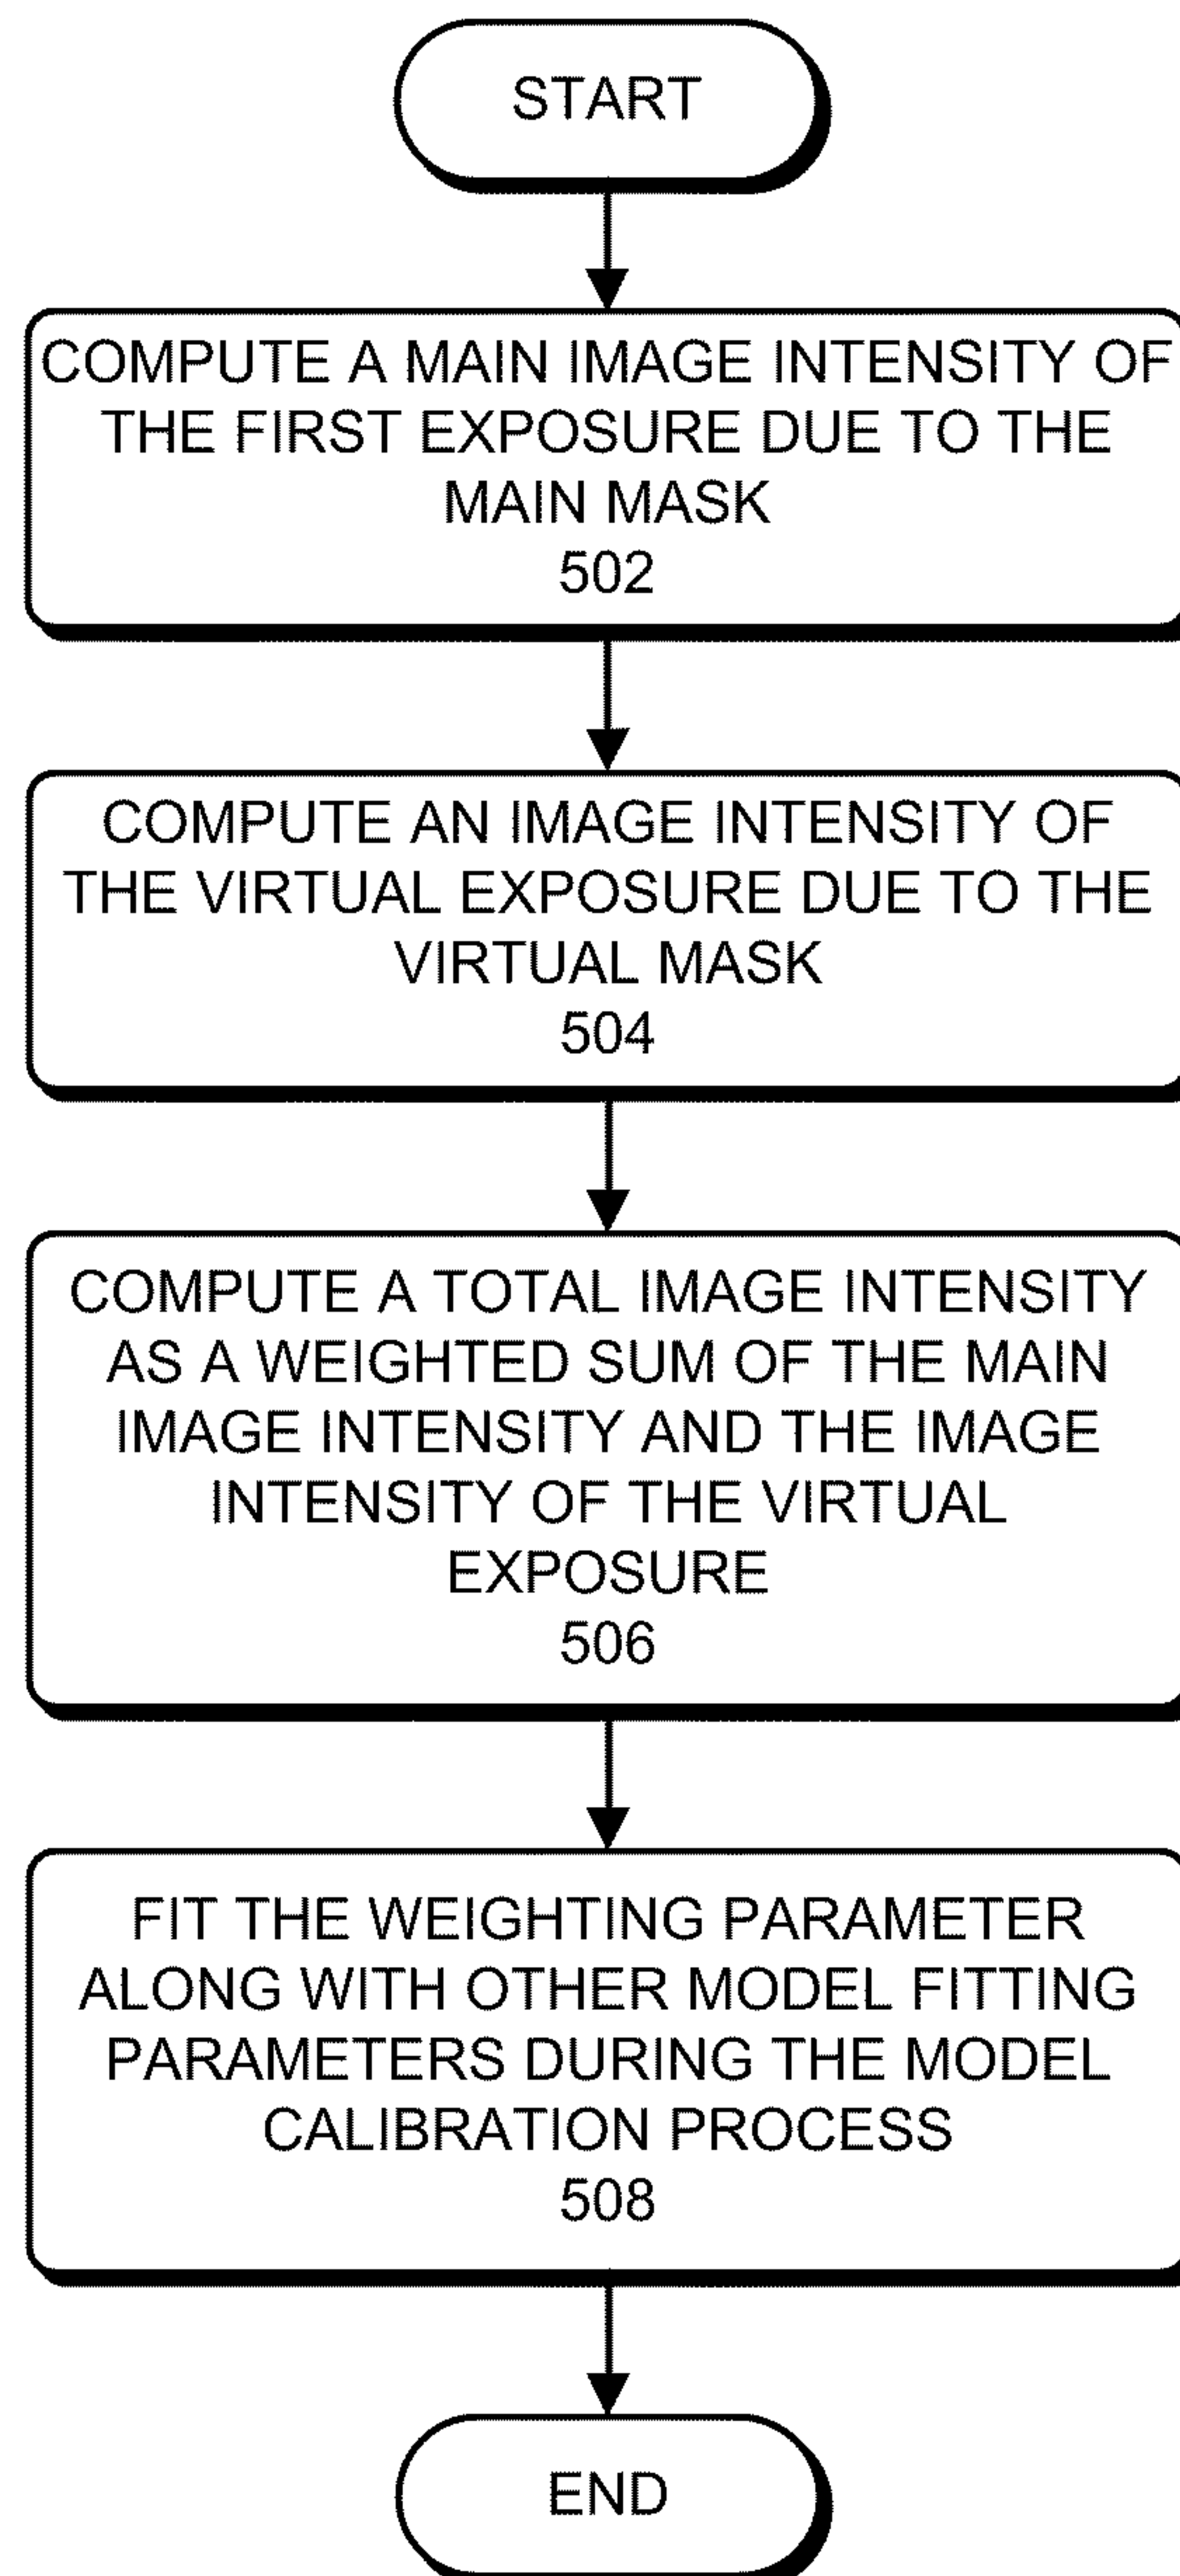 START
COMPUTE A MAIN IMAGE INTENSITY OF
THE FIRST EXPOSURE DUE TO THE
MAIN MASK
502
COMPUTE AN IMAGE INTENSITY OF
THE VIRTUAL EXPOSURE DUE TO THE
VIRTUAL MASK
504
COMPUTE A TOTAL IMAGE INTENSITY
AS A WEIGHTED SUM OF THE MAIN
IMAGE INTENSITY AND THE IMAGE
INTENSITY OF THE VIRTUAL
EXPOSURE
506
FIT THE WEIGHTING PARAMETER
ALONG WITH OTHER MODEL FITTING
PARAMETERS DURING THE MODEL
CALIBRATION PROCESS
508
END